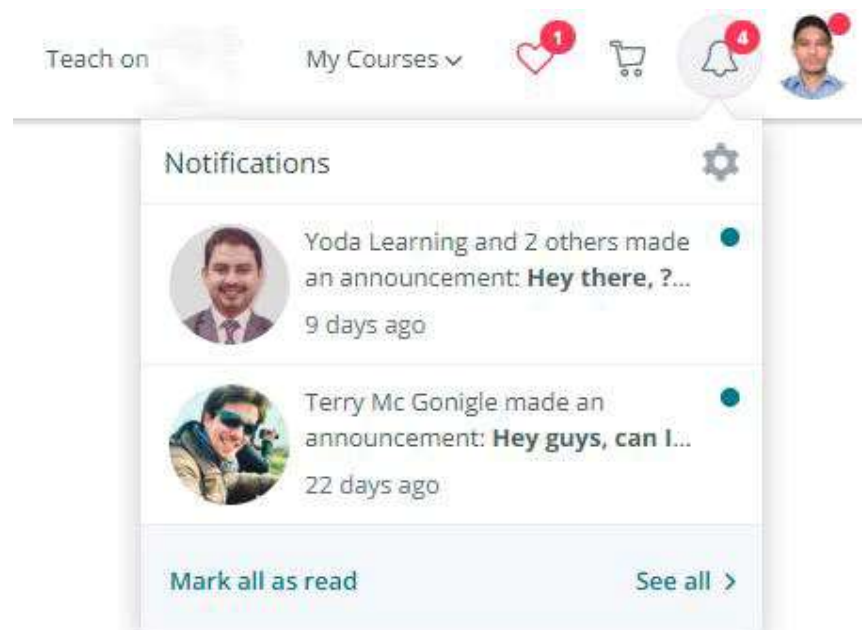 Teach on
My Courses
1
4
Notifications
Yoda Learning and 2 others made
an announcement: Hey there, ?...
9 days ago
Terry Mc Gonigle made an
announcement: Hey guys, can I...
22 days ago
Mark all as read
See all